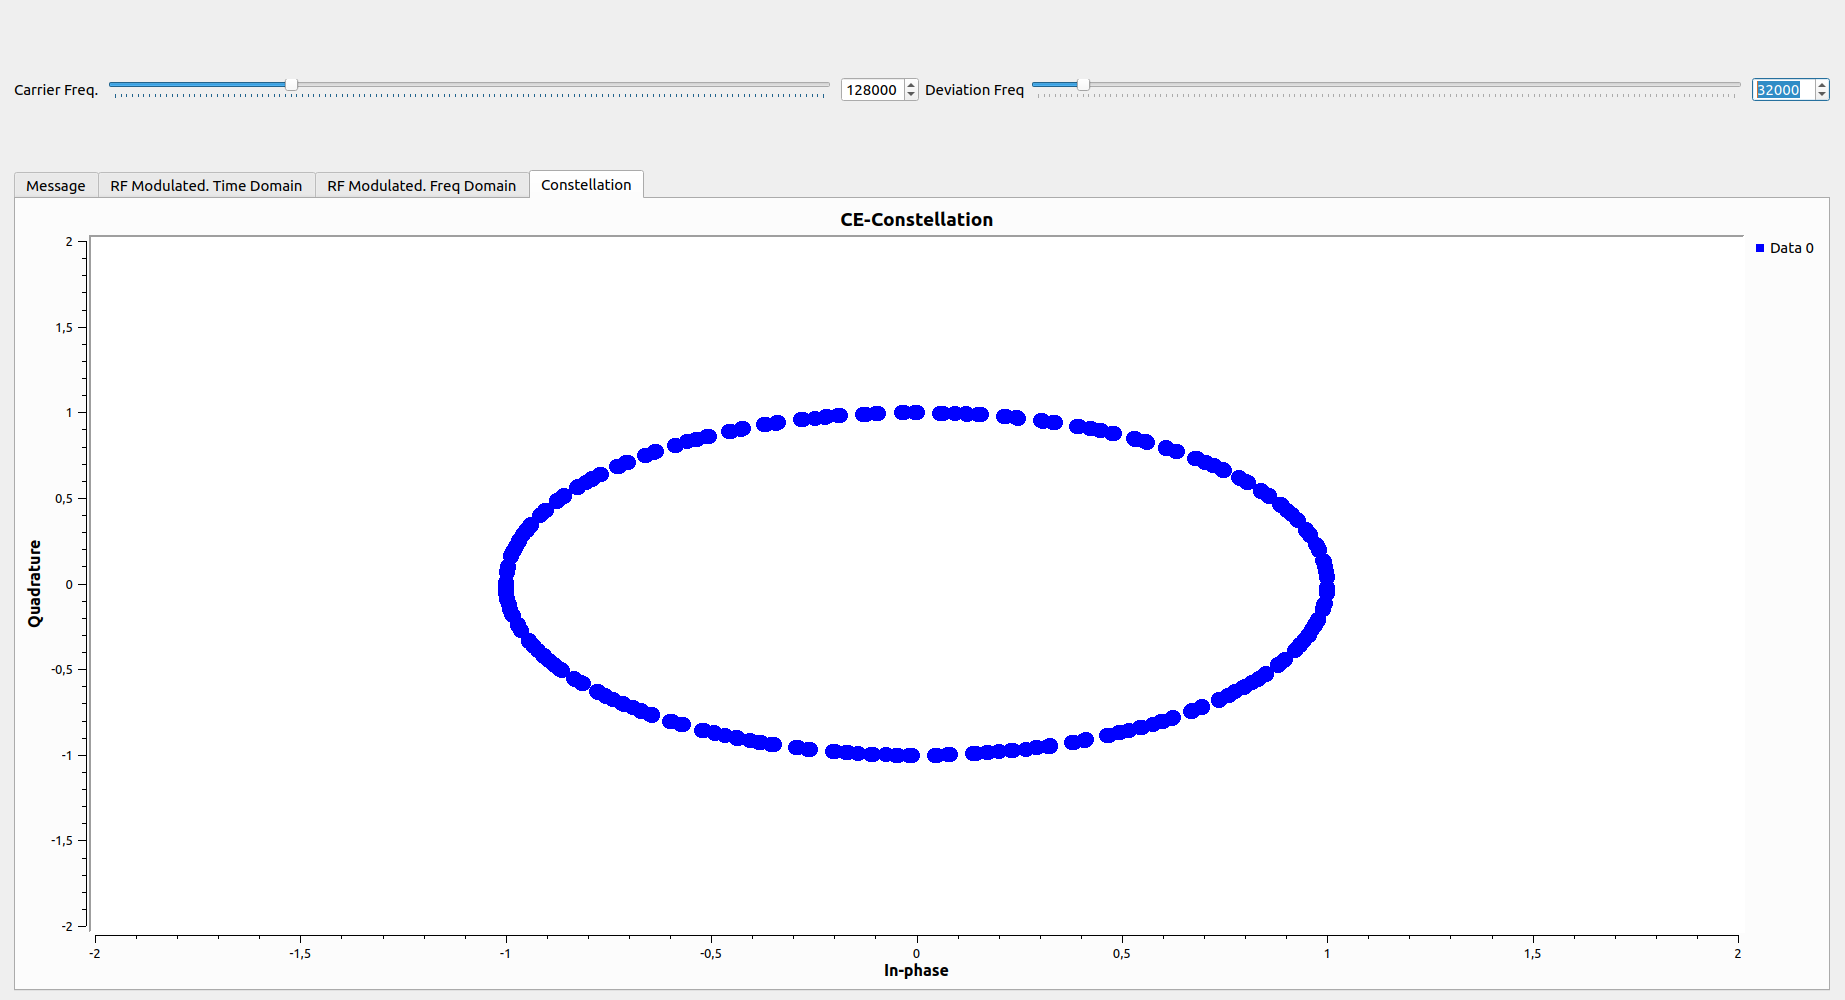 Carrier Freq. 128000 Deviation Freq 32000
Message RF Modulated. Time Domain RF Modulated. Freq Domain Constellation
CE-Constellation
Data 0
2
1,5
1
0,5
0
-0,5
-1
-1,5
-2
Quadrature
-2 -1,5 -1 -0,5 0 0,5 1 1,5 2
In-phase